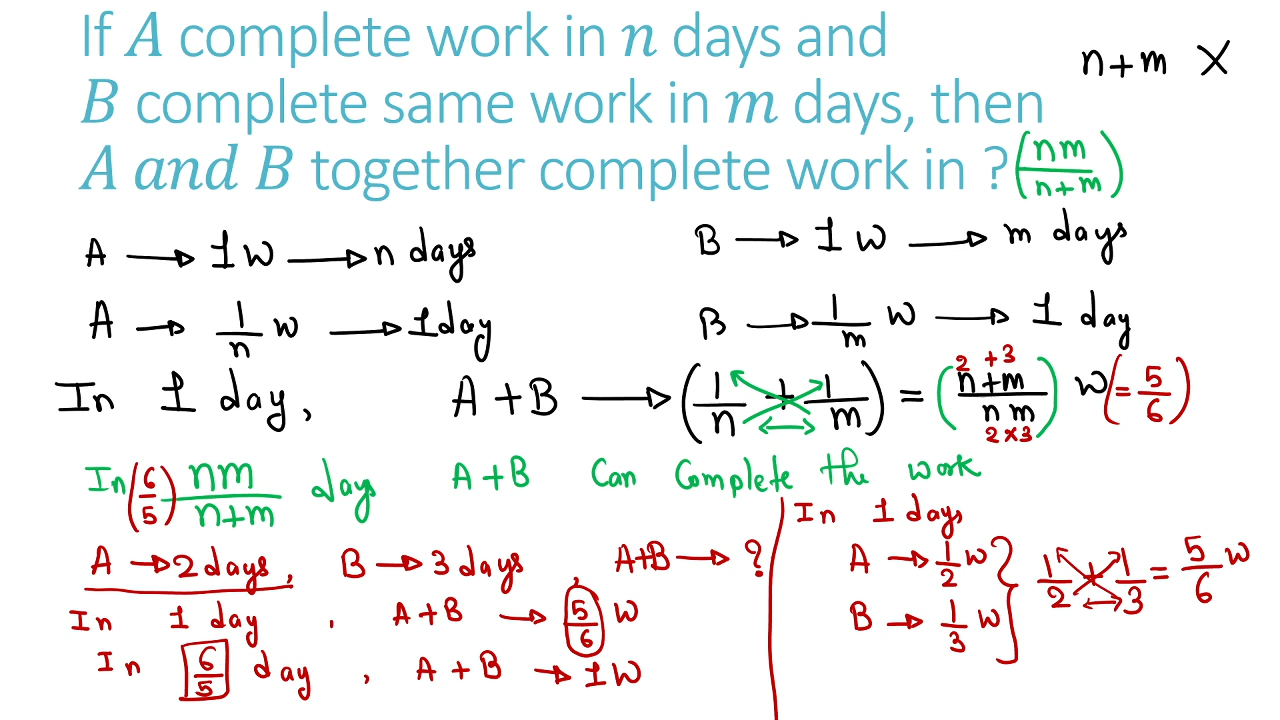 If A complete work in n days and
n+m X
B complete same work in m days, then
A and B together complete work in ? (nm/n+m)
A → 1 W → n days
B → 1 W → m days
A → 1/n W → 1 day
B → 1/m W → 1 day
In 1 day, A+B → (1/n + 1/m) = (n+m/nm) W (= 5/6)
2 +3
2×3
In (6/5) nm/n+m days A+B Can Complete the work
A → 2 days, B → 3 days, A+B → ?
In 1 day, A+B → 5/6 W
In 6/5 day, A+B → 1 W
In 1 days
A → 1/2 W
B → 1/3 W
1/2 + 1/3 = 5/6 W